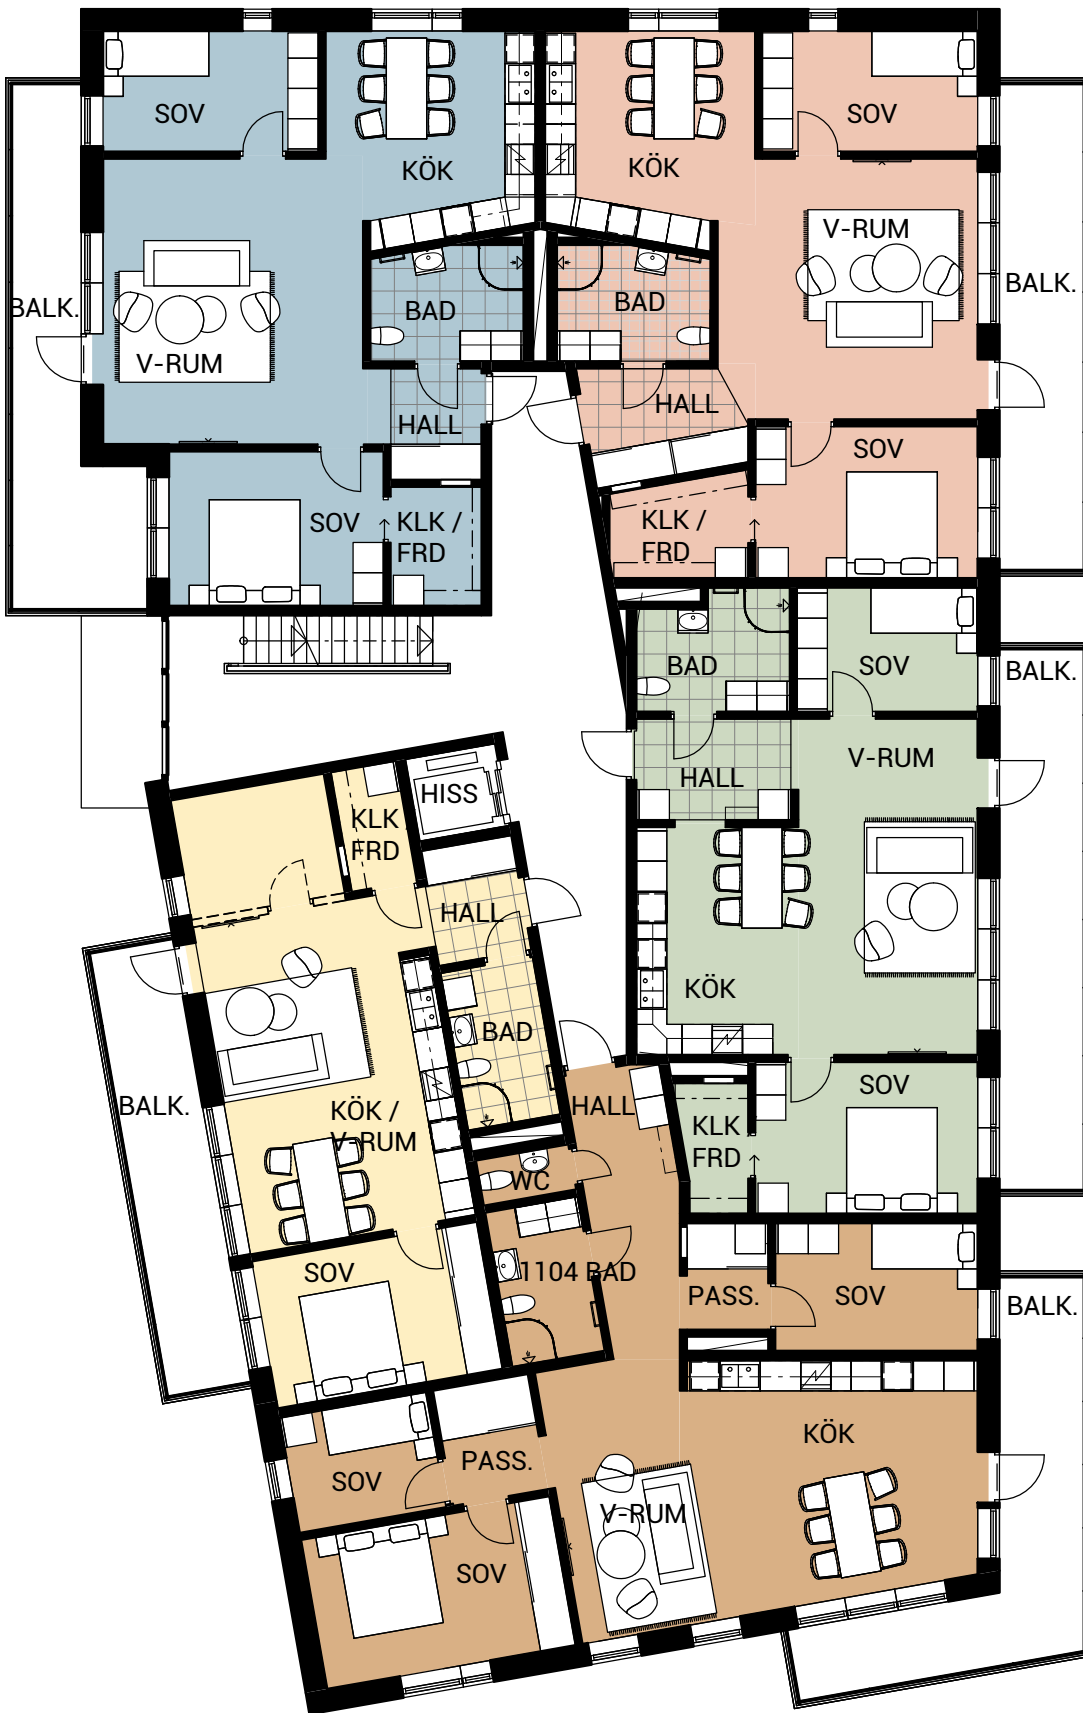 SOV
KÖK
KÖK
SOV
V-RUM
BALK.
BAD
BAD
BALK.
V-RUM
HALL
HALL
SOV
SOV
KLK /
FRD
KLK /
FRD
BAD
SOV
BALK.
HALL
V-RUM
HISS
KLK
FRD
HALL
KÖK
BAD
BALK.
KÖK /
V-RUM
HALL
SOV
KLK
FRD
WC
SOV
1104 BAD
PASS.
SOV
BALK.
KÖK
SOV
PASS.
V-RUM
SOV